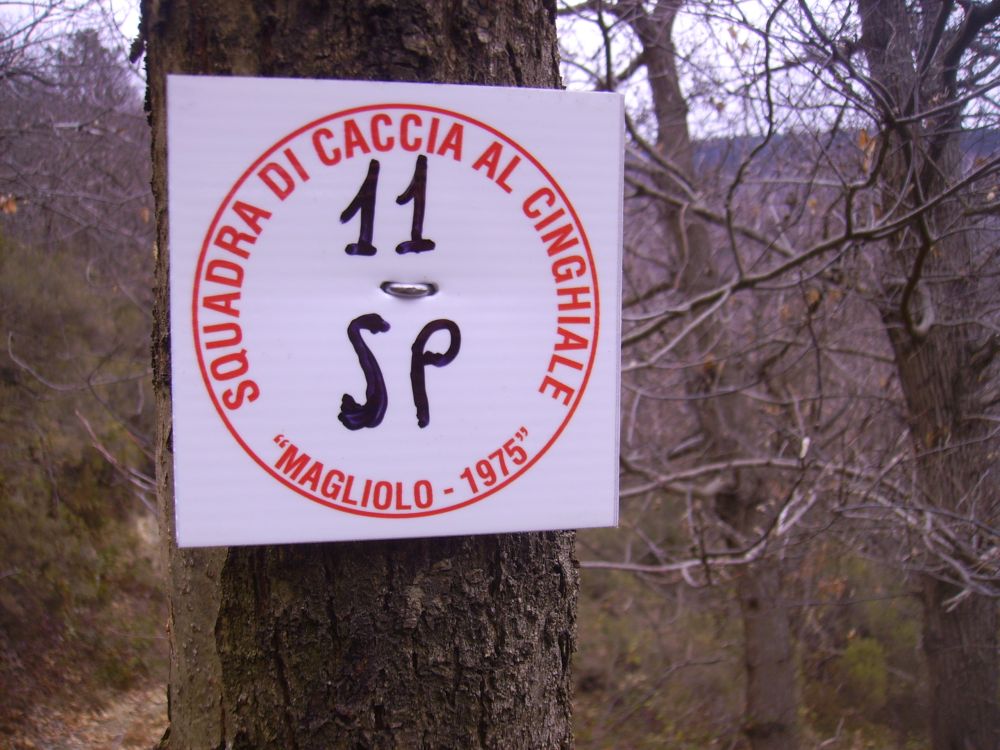 SQUADRA DI CACCIA AL CINGHIALE
11
SP
"MAGLIOLO - 1975"